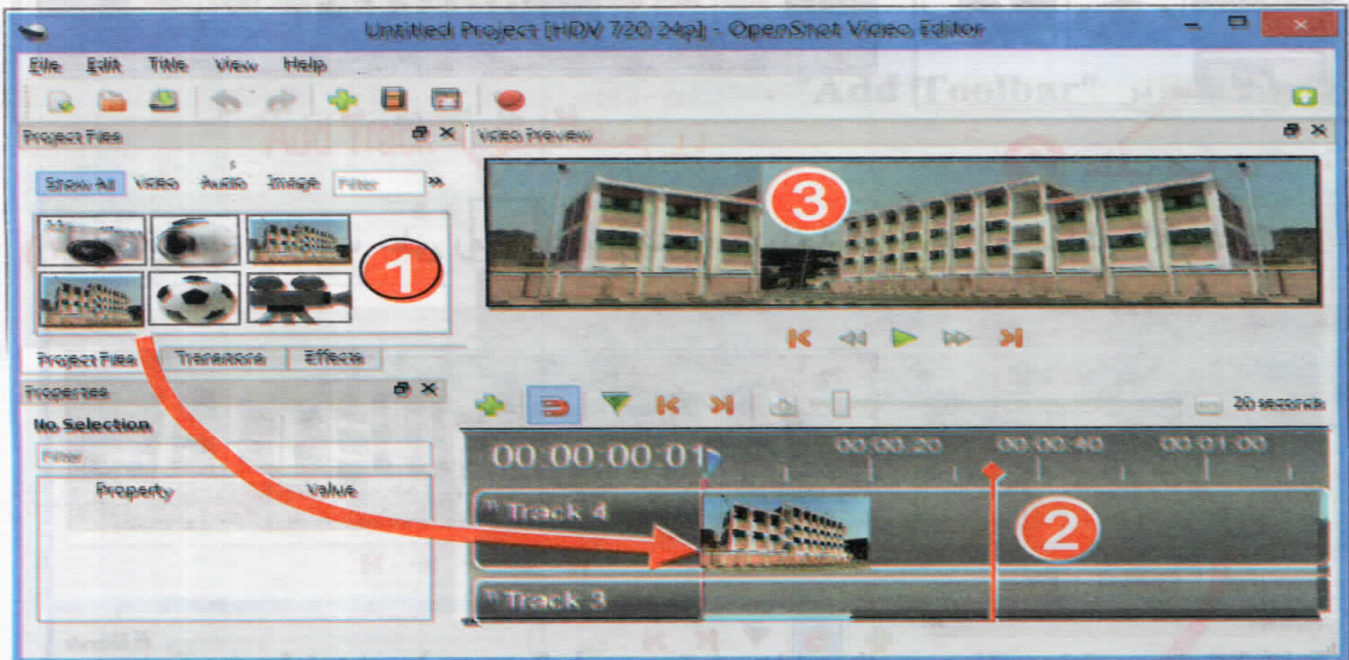 Untitled Project [HDV 720 24p] - OpenShot Video Editor
File Edit Title View Help
Project Files
Video Preview
Show All Video Audio Image Filter »
s
1
3
Project Files Transitions Effects
Properties
No Selection
Filter
Property Value
20 seconds
00:00:00:01
00:00:20 00:00:40 00:01:00
Track 4
2
Track 3